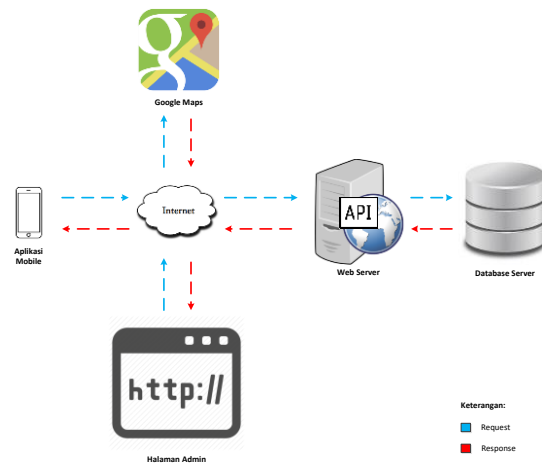 g
Google Maps
Internet
API
Aplikasi
Mobile
Web Server
Database Server
http://
Halaman Admin
Keterangan:
Request
Response